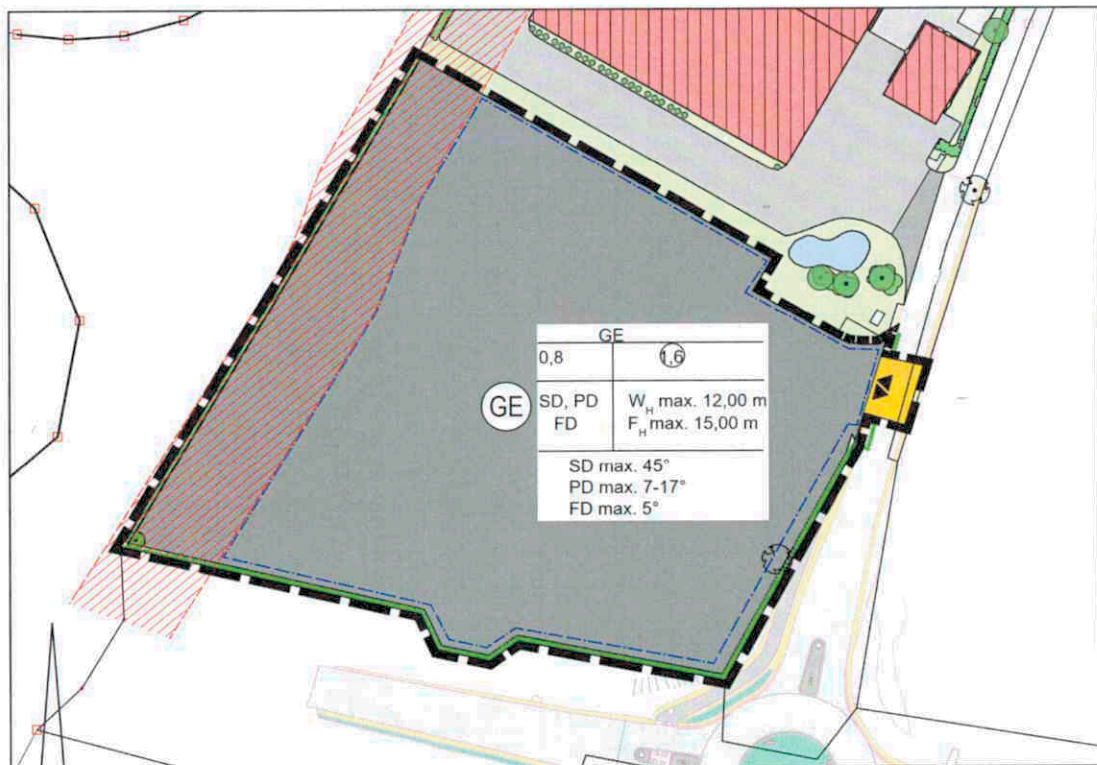 GE
GE
0,8 1,6
SD, PD W_H max. 12,00 m
FD F_H max. 15,00 m
SD max. 45°
PD max. 7-17°
FD max. 5°